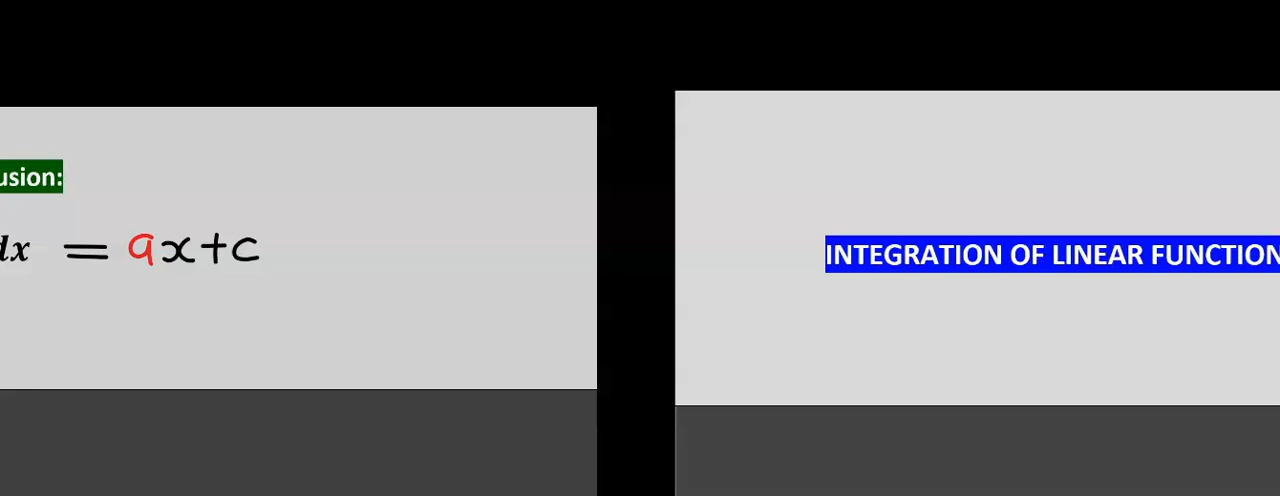 usion:
dx = ax+c
INTEGRATION OF LINEAR FUNCTION